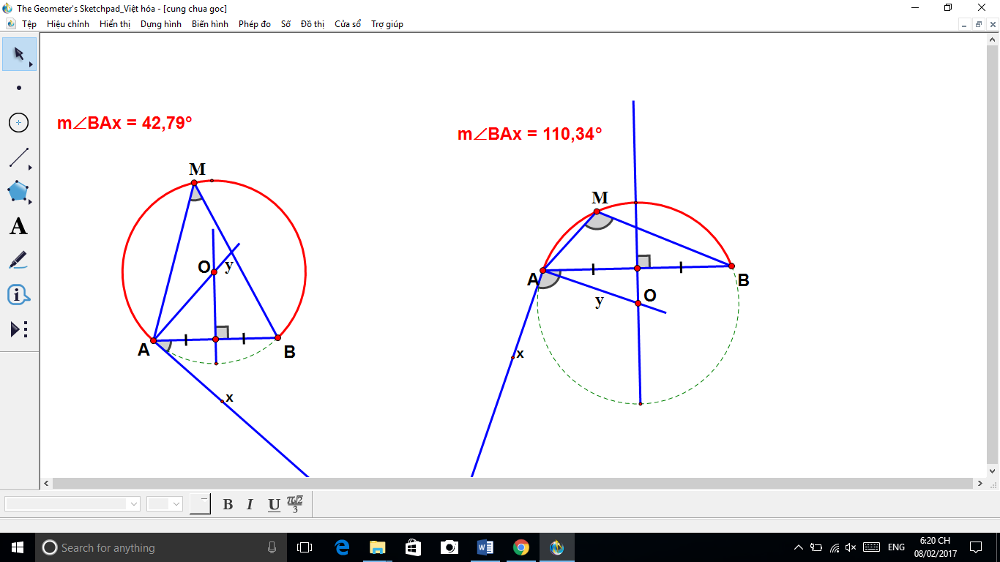 The Geometer's Sketchpad_Việt hóa - [cung chua goc]
Tệp Hiệu chỉnh Hiển thị Dựng hình Biến hình Phép đo Số Đồ thị Cửa sổ Trợ giúp
A
m∠BAx = 42,79°
M
O
y
A
B
x
m∠BAx = 110,34°
M
A
B
O
y
x
B I U π√2/3
Search for anything
ENG
6:20 CH
08/02/2017